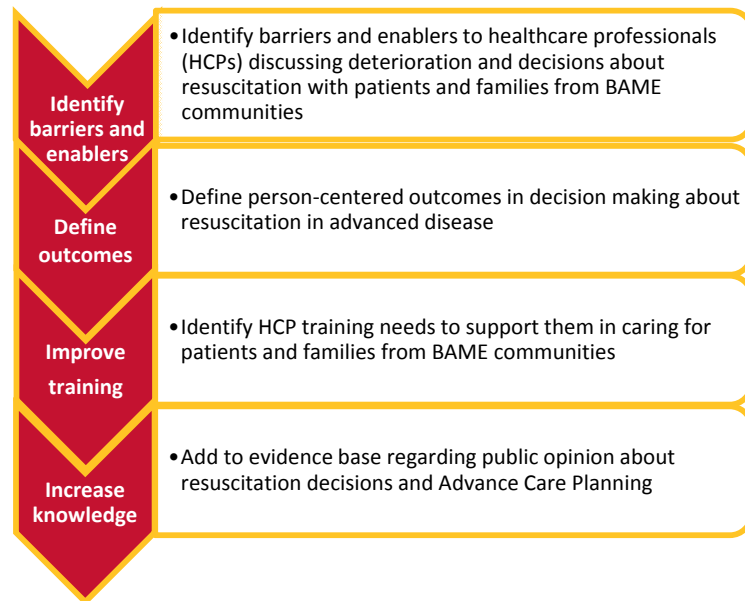 Identify
barriers and
enablers
•Identify barriers and enablers to healthcare professionals
(HCPs) discussing deterioration and decisions about
resuscitation with patients and families from BAME
communities
Define
outcomes
•Define person-centered outcomes in decision making about
resuscitation in advanced disease
Improve
training
•Identify HCP training needs to support them in caring for
patients and families from BAME communities
Increase
knowledge
•Add to evidence base regarding public opinion about
resuscitation decisions and Advance Care Planning